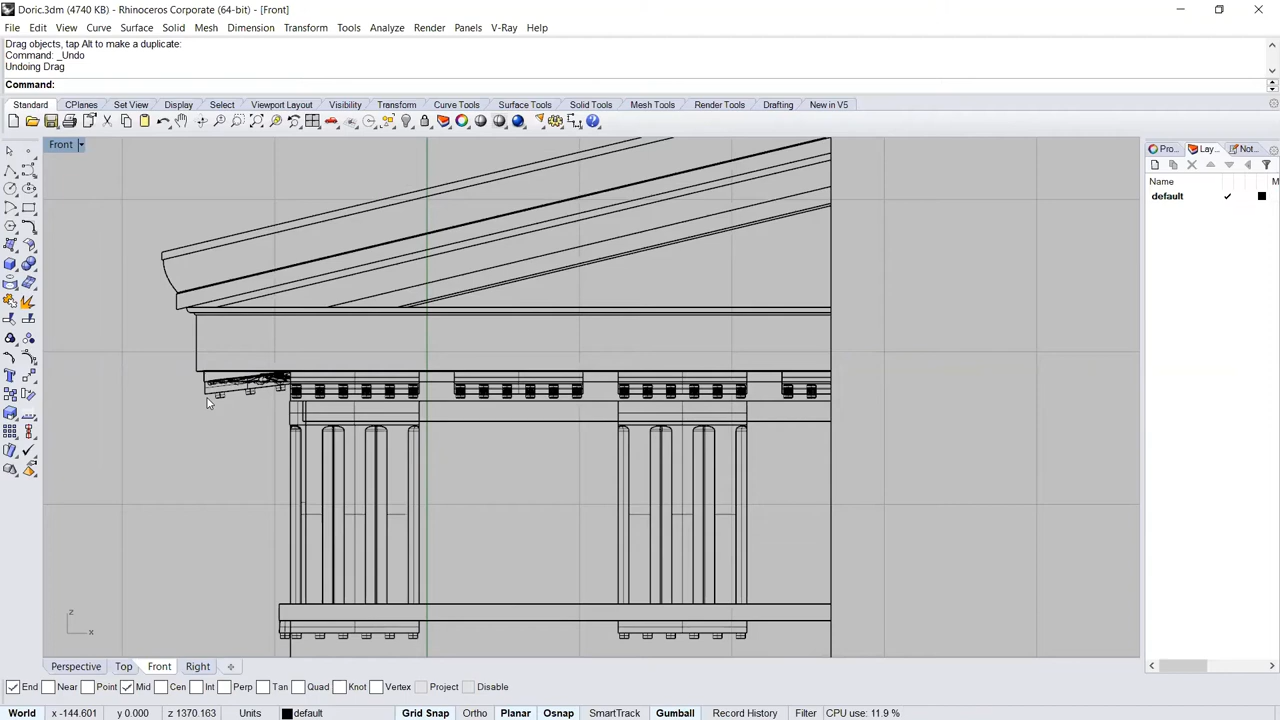 Doric.3dm (4740 KB) - Rhinoceros Corporate (64-bit) - [Front]
File Edit View Curve Surface Solid Mesh Dimension Transform Tools Analyze Render Panels V-Ray Help
Drag objects, tap Alt to make a duplicate:
Command: _Undo
Undoing Drag
Command:
Standard CPlanes Set View Display Select Viewport Layout Visibility Transform Curve Tools Surface Tools Solid Tools Mesh Tools Render Tools Drafting New in V5
Front
Pro... Lay... Not...
Name M
default
z
x
Perspective Top Front Right
End Near Point Mid Cen Int Perp Tan Quad Knot Vertex Project Disable
World x -144.601 y 0.000 z 1370.163 Units default Grid Snap Ortho Planar Osnap SmartTrack Gumball Record History Filter CPU use: 11.9 %